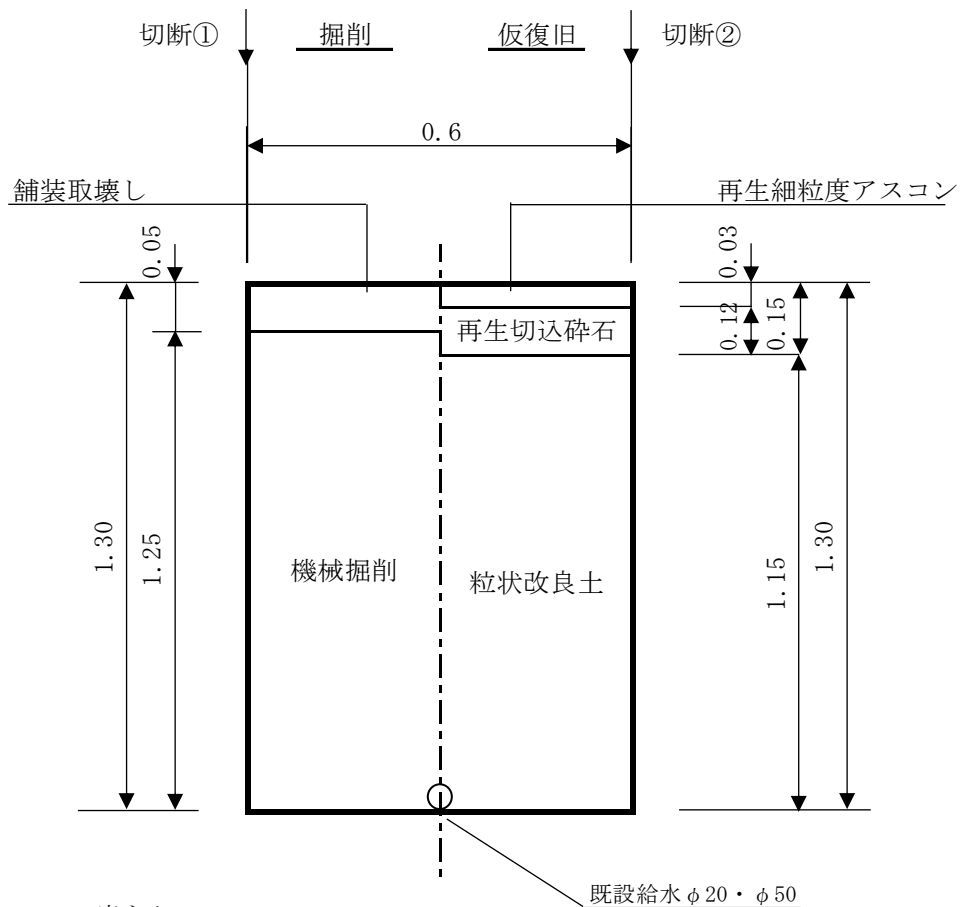 切断① 掘削 仮復旧 切断②
0.6
舗装取壊し
再生細粒度アスコン
0.05
0.03
0.12
0.15
再生切込砕石
1.30
1.25
機械掘削
粒状改良土
1.15
1.30
既設給水φ20・φ50